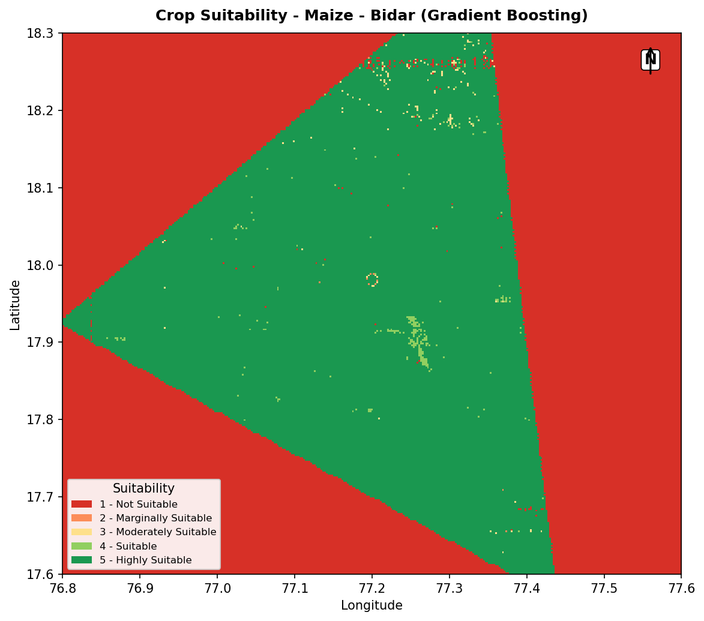 Crop Suitability - Maize - Bidar (Gradient Boosting)
18.3
18.2
18.1
18.0
17.9
17.8
17.7
17.6
Latitude
N
Suitability
1 - Not Suitable
2 - Marginally Suitable
3 - Moderately Suitable
4 - Suitable
5 - Highly Suitable
76.8 76.9 77.0 77.1 77.2 77.3 77.4 77.5 77.6
Longitude